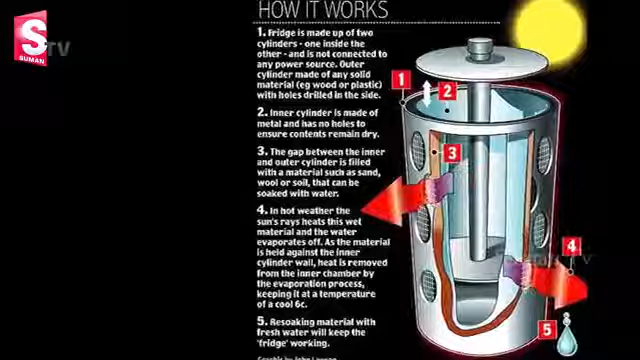 HOW IT WORKS
1. Fridge is made up of two
cylinders - one inside the
other - and is not connected to
any power source. Outer
cylinder made of any solid
material (eg wood or plastic)
with holes drilled in the side.
2. Inner cylinder is made of
metal and has no holes to
ensure contents remain dry.
3. The gap between the inner
and outer cylinder is filled
with a material such as sand,
wool or soil, that can be
soaked with water.
4. In hot weather the
sun's rays heats this wet
material and the water
evaporates off. As the material
is held against the inner
cylinder wall, heat is removed
from the inner chamber by
the evaporation process,
keeping it at a temperature
of a cool 6c.
5. Resoaking material with
fresh water will keep the
'fridge' working.
S TV
SUMAN
1
2
3
4
5